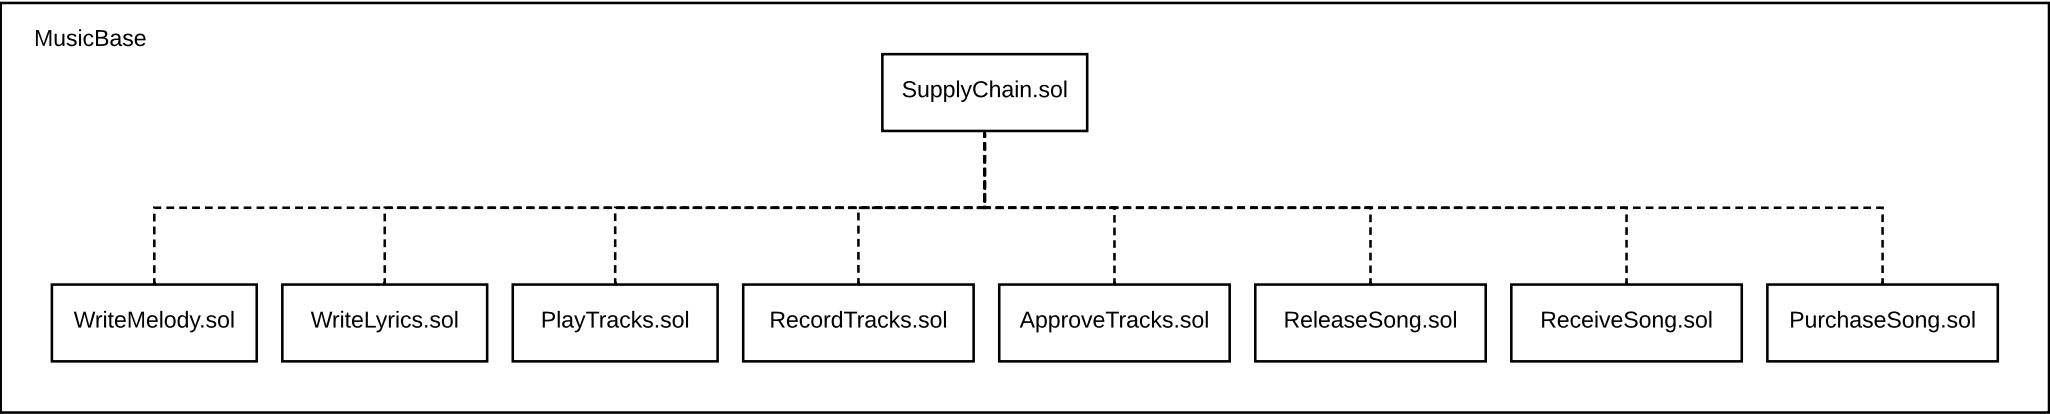 MusicBase
SupplyChain.sol
WriteMelody.sol
WriteLyrics.sol
PlayTracks.sol
RecordTracks.sol
ApproveTracks.sol
ReleaseSong.sol
ReceiveSong.sol
PurchaseSong.sol